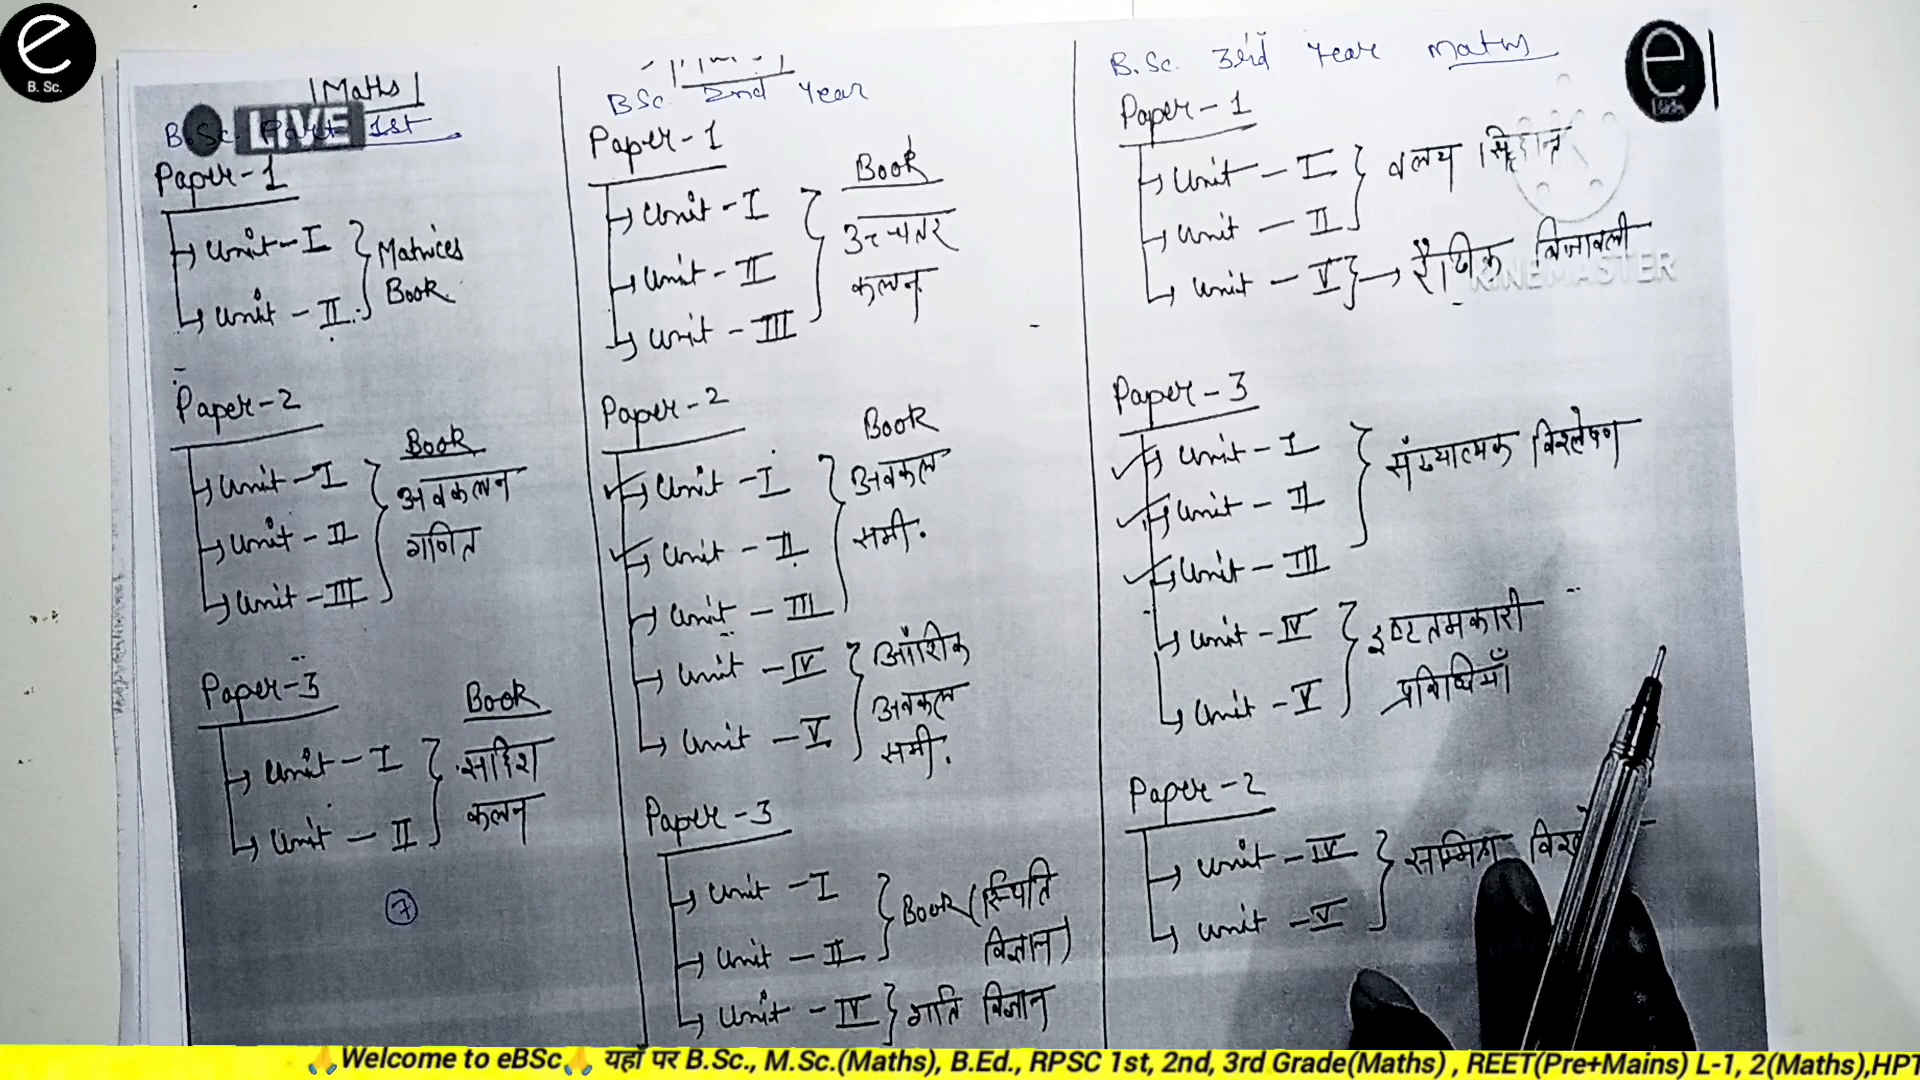 e
B. Sc.
Maths
LIVE
B.Sc. Part 1st
Paper-1
Unit-I
Unit-II
Matrices
Book
Paper-2
Unit-I
Unit-II
Unit-III
Book
अवकलन
गणित
Paper-3
Unit-I
Unit-II
Book
सदिश
कलन
7
BSc 2nd Year
Paper-1
Unit-I
Unit-II
Unit-III
Book
उच्चतर
कलन
Paper-2
Unit-I
Unit-II
Unit-III
Book
अवकल
समी.
Unit-IV
Unit-V
आंशिक
अवकल
समी.
Paper-3
Unit-I
Unit-II
Book (स्थिति
विज्ञान)
Unit-IV
गति विज्ञान
B.Sc. 3rd Year Maths
e
Paper-1
Unit-I
Unit-II
वलय सिद्धान्त
Unit-V
रैखिक बीजावली
KINEMASTER
Paper-3
Unit-I
Unit-II
Unit-III
संख्यात्मक विश्लेषण
Unit-IV
Unit-V
इष्टतमकारी
प्रविधियाँ
Paper-2
Unit-IV
Unit-V
सम्मिश्र
🙏Welcome to eBSc🙏 यहाँ पर B.Sc., M.Sc.(Maths), B.Ed., RPSC 1st, 2nd, 3rd Grade(Maths) , REET(Pre+Mains) L-1, 2(Maths),HPT